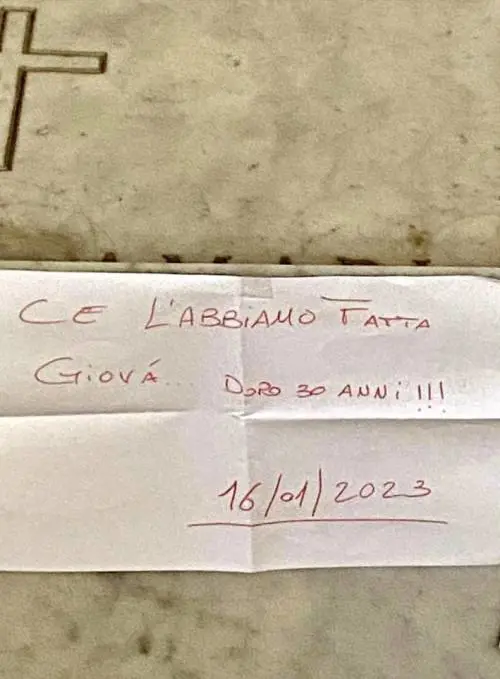 CE L'ABBIAMO FATTA
GIOVÁ... DOPO 30 ANNI!!!
16/01/2023